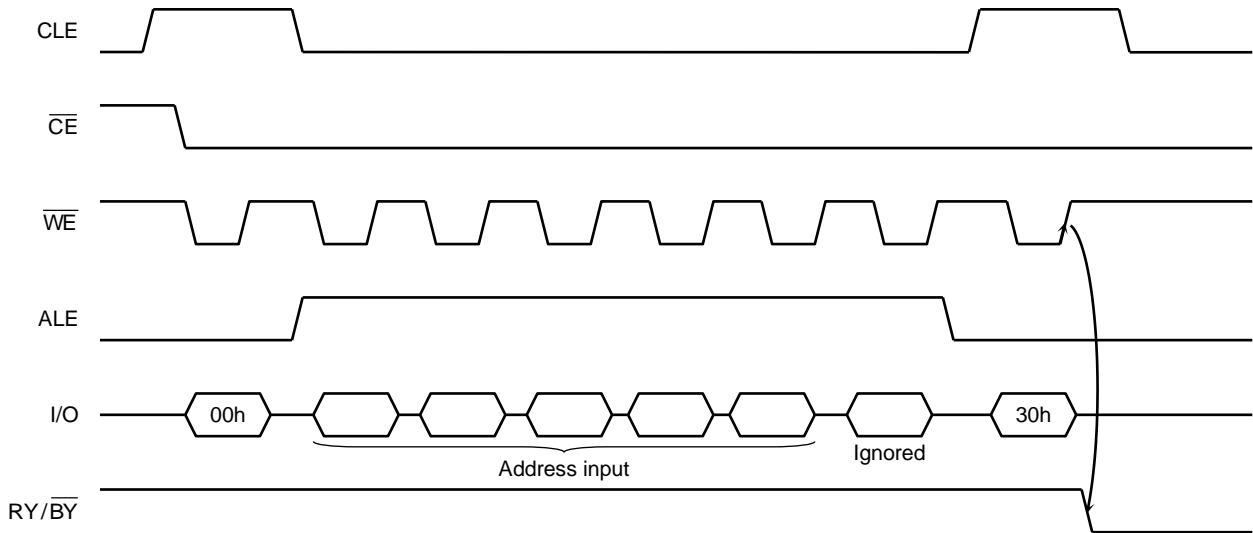 CLE
CE
WE
ALE
I/O 00h 30h
Ignored
Address input
RY/BY